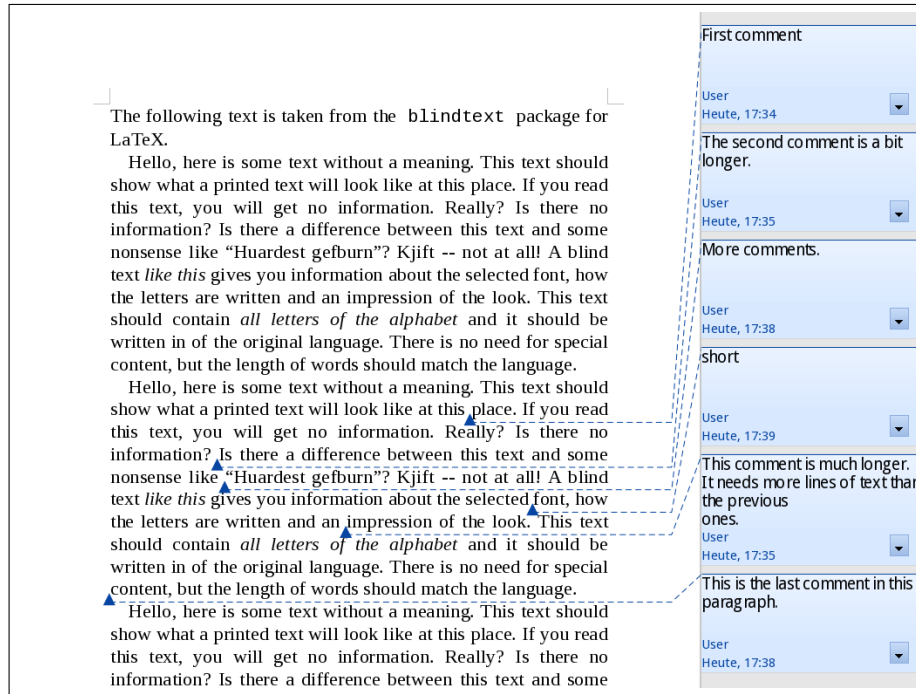 The following text is taken from the blindtext package for
LaTeX.
Hello, here is some text without a meaning. This text should
show what a printed text will look like at this place. If you read
this text, you will get no information. Really? Is there no
information? Is there a difference between this text and some
nonsense like “Huardest gefburn”? Kjift -- not at all! A blind
text like this gives you information about the selected font, how
the letters are written and an impression of the look. This text
should contain all letters of the alphabet and it should be
written in of the original language. There is no need for special
content, but the length of words should match the language.
Hello, here is some text without a meaning. This text should
show what a printed text will look like at this place. If you read
this text, you will get no information. Really? Is there no
information? Is there a difference between this text and some
nonsense like “Huardest gefburn”? Kjift -- not at all! A blind
text like this gives you information about the selected font, how
the letters are written and an impression of the look. This text
should contain all letters of the alphabet and it should be
written in of the original language. There is no need for special
content, but the length of words should match the language.
Hello, here is some text without a meaning. This text should
show what a printed text will look like at this place. If you read
this text, you will get no information. Really? Is there no
information? Is there a difference between this text and some
First comment
User
Heute, 17:34
The second comment is a bit
longer.
User
Heute, 17:35
More comments.
User
Heute, 17:38
short
User
Heute, 17:39
This comment is much longer.
It needs more lines of text than
the previous
ones.
User
Heute, 17:35
This is the last comment in this
paragraph.
User
Heute, 17:38